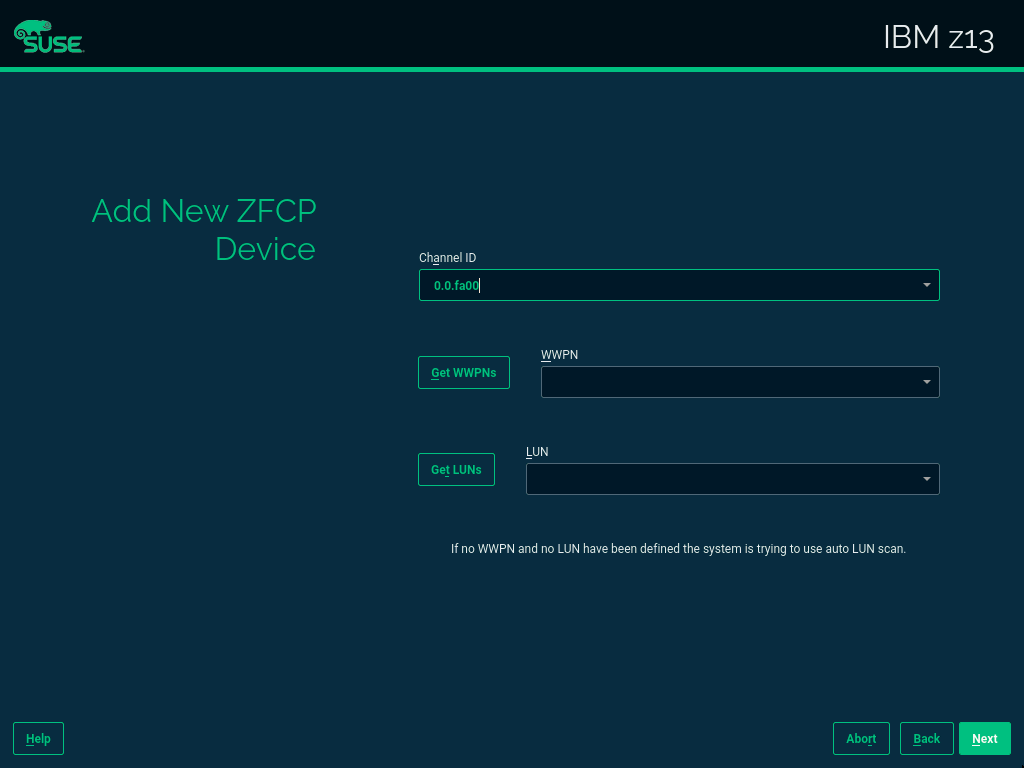 SUSE
IBM z13
Add New ZFCP
Device
Channel ID
0.0.fa00
Get WWPNs
WWPN
Get LUNs
LUN
If no WWPN and no LUN have been defined the system is trying to use auto LUN scan.
Help
Abort
Back
Next